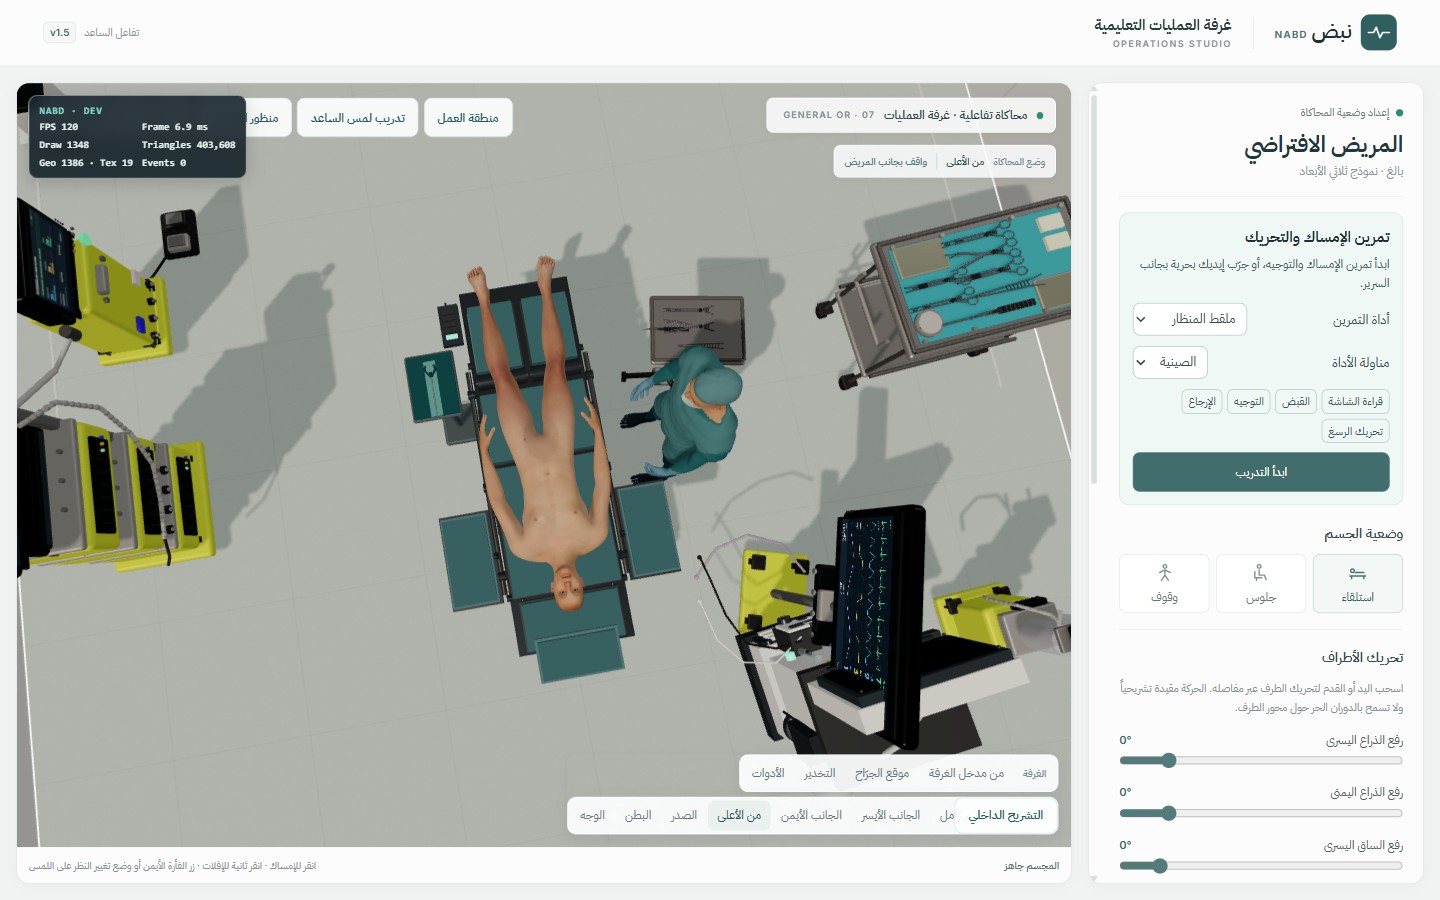 نبض NABD
غرفة العمليات التعليمية
OPERATIONS STUDIO
تفاعل الساعد v1.5
إعداد وضعية المحاكاة
المريض الافتراضي
بالغ · نموذج ثلاثي الأبعاد
تمرين الإمساك والتحريك
ابدأ تمرين الإمساك والتوجيه، أو جرّب إيديك بحرية بجانب
السرير.
أداة التمرين ملقط المنظار
مناولة الأداة الصينية
قراءة الشاشة القبض التوجيه الإرجاع
تحريك الرسغ
ابدأ التدريب
وضعية الجسم
استلقاء جلوس وقوف
تحريك الأطراف
اسحب اليد أو القدم لتحريك الطرف عبر مفاصله. الحركة مقيدة تشريحياً
ولا تسمح بالدوران الحر حول محور الطرف.
رفع الذراع اليسرى 0°
رفع الذراع اليمنى 0°
رفع الساق اليسرى 0°
محاكاة تفاعلية · غرفة العمليات GENERAL OR · 07
وضع المحاكاة من الأعلى واقف بجانب المريض
منطقة العمل تدريب لمس الساعد منظور
NABD · DEV
FPS 120 Frame 6.9 ms
Draw 1348 Triangles 403,608
Geo 1386 · Tex 19 Events 0
الغرفة من مدخل الغرفة موقع الجرّاح التخدير الأدوات
التشريح الداخلي الجانب الأيسر الجانب الأيمن من الأعلى الصدر البطن الوجه
المجسم جاهز
انقر للإمساك · انقر ثانية للإفلات · زر الفأرة الأيمن أو وضع تغيير النظر على اللمس